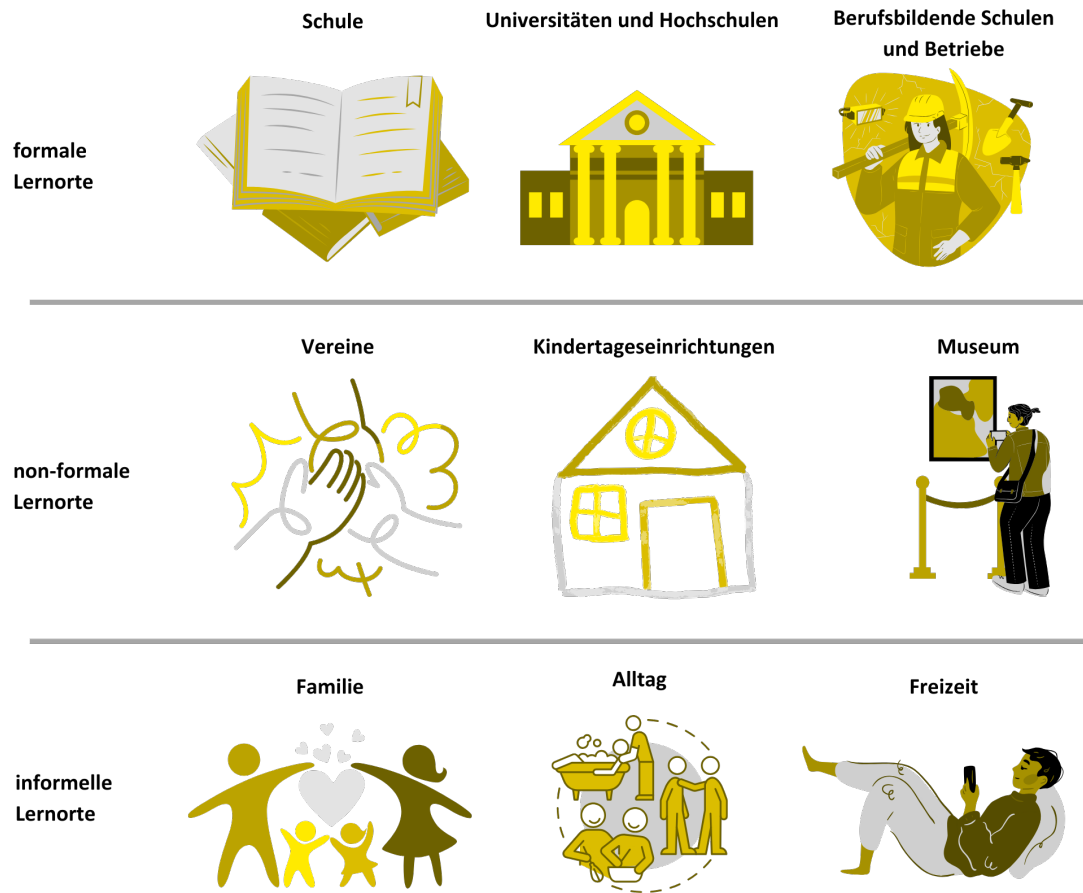 Schule
Universitäten und Hochschulen
Berufsbildende Schulen
und Betriebe
formale
Lernorte
Vereine
Kindertageseinrichtungen
Museum
non-formale
Lernorte
Familie
Alltag
Freizeit
informelle
Lernorte